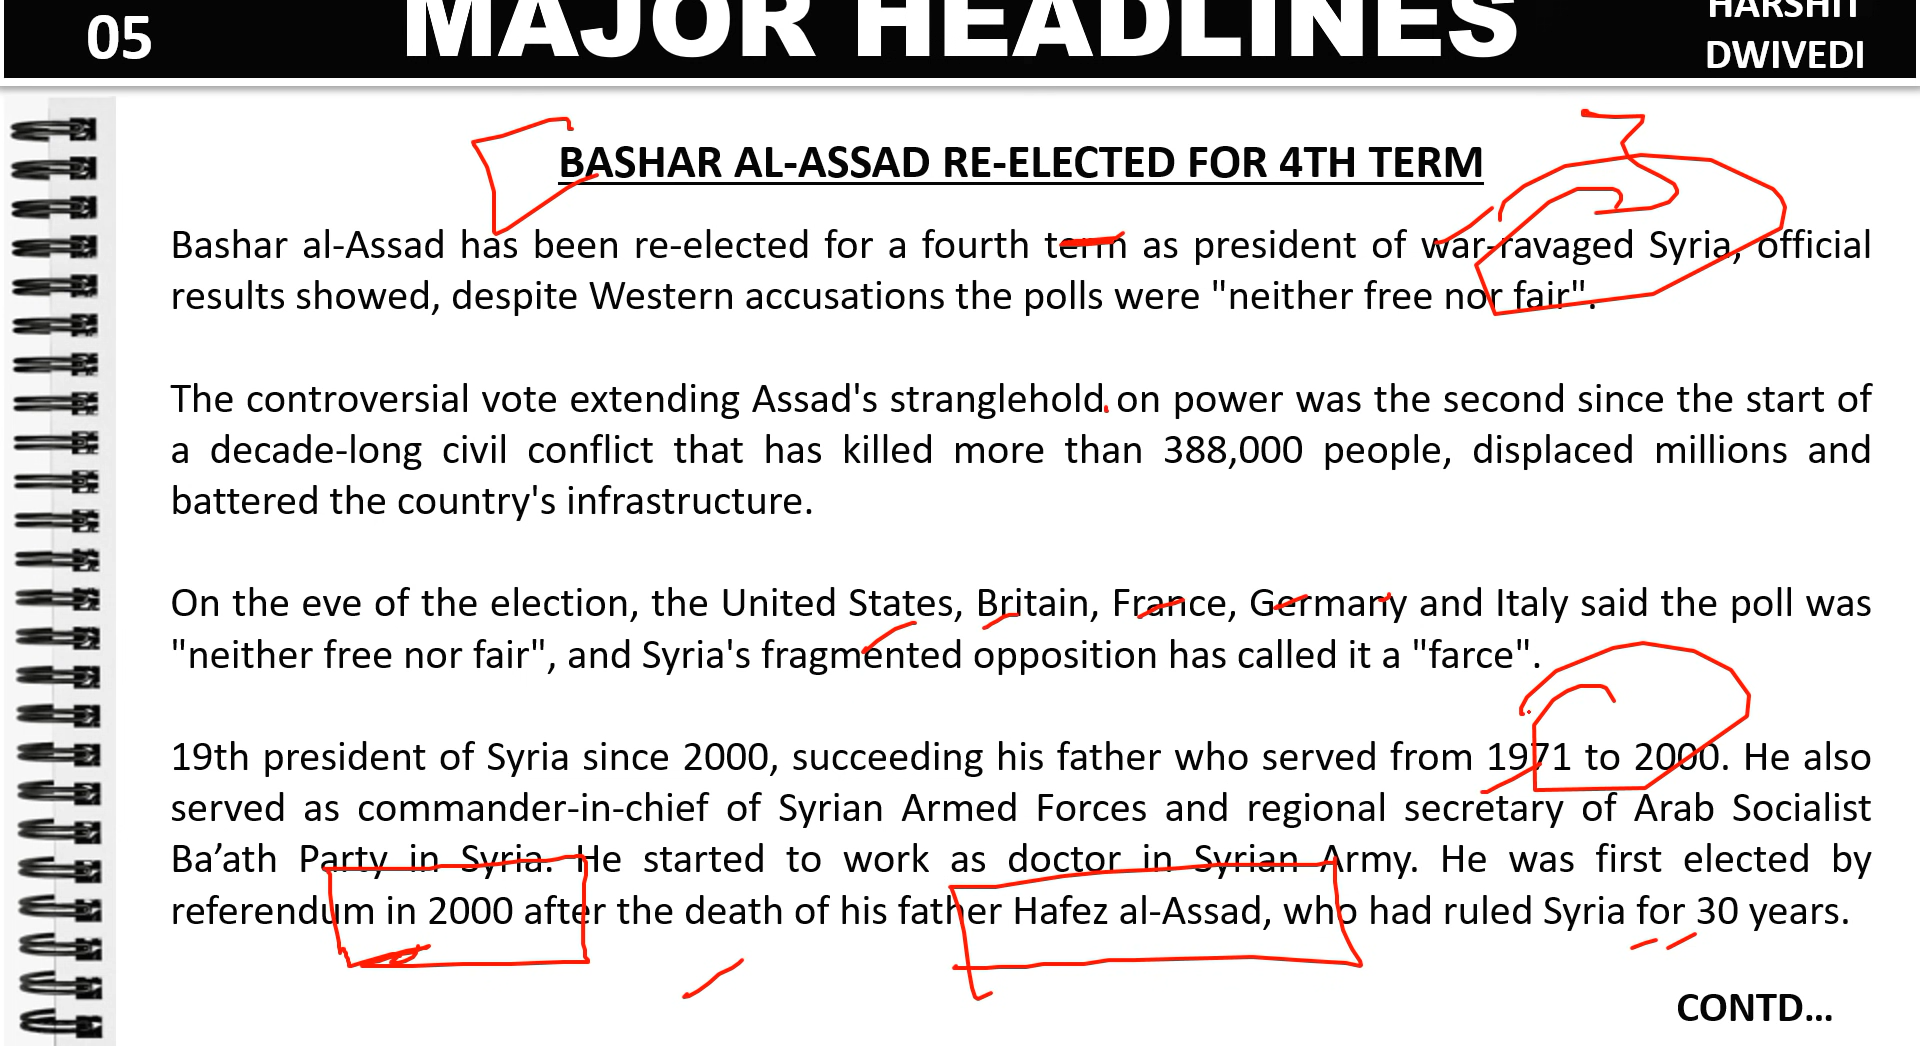 05
MAJOR HEADLINES
HARSHIT
DWIVEDI
BASHAR AL-ASSAD RE-ELECTED FOR 4TH TERM
Bashar al-Assad has been re-elected for a fourth term as president of war-ravaged Syria, official
results showed, despite Western accusations the polls were "neither free nor fair".
The controversial vote extending Assad's stranglehold on power was the second since the start of
a decade-long civil conflict that has killed more than 388,000 people, displaced millions and
battered the country's infrastructure.
On the eve of the election, the United States, Britain, France, Germany and Italy said the poll was
"neither free nor fair", and Syria's fragmented opposition has called it a "farce".
19th president of Syria since 2000, succeeding his father who served from 1971 to 2000. He also
served as commander-in-chief of Syrian Armed Forces and regional secretary of Arab Socialist
Ba’ath Party in Syria. He started to work as doctor in Syrian Army. He was first elected by
referendum in 2000 after the death of his father Hafez al-Assad, who had ruled Syria for 30 years.
CONTD...